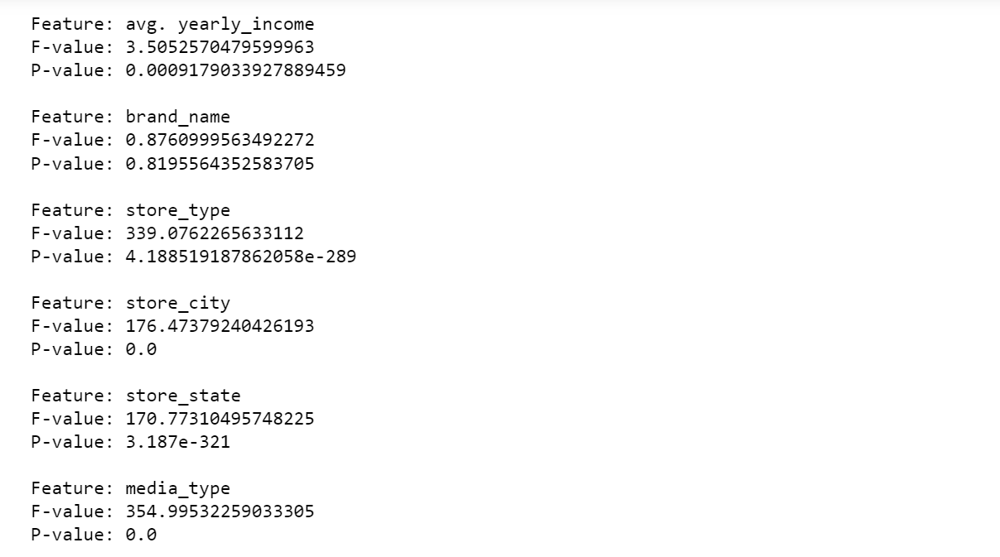 Feature: avg. yearly_income
F-value: 3.5052570479599963
P-value: 0.0009179033927889459
Feature: brand_name
F-value: 0.8760999563492272
P-value: 0.8195564352583705
Feature: store_type
F-value: 339.0762265633112
P-value: 4.188519187862058e-289
Feature: store_city
F-value: 176.47379240426193
P-value: 0.0
Feature: store_state
F-value: 170.77310495748225
P-value: 3.187e-321
Feature: media_type
F-value: 354.99532259033305
P-value: 0.0